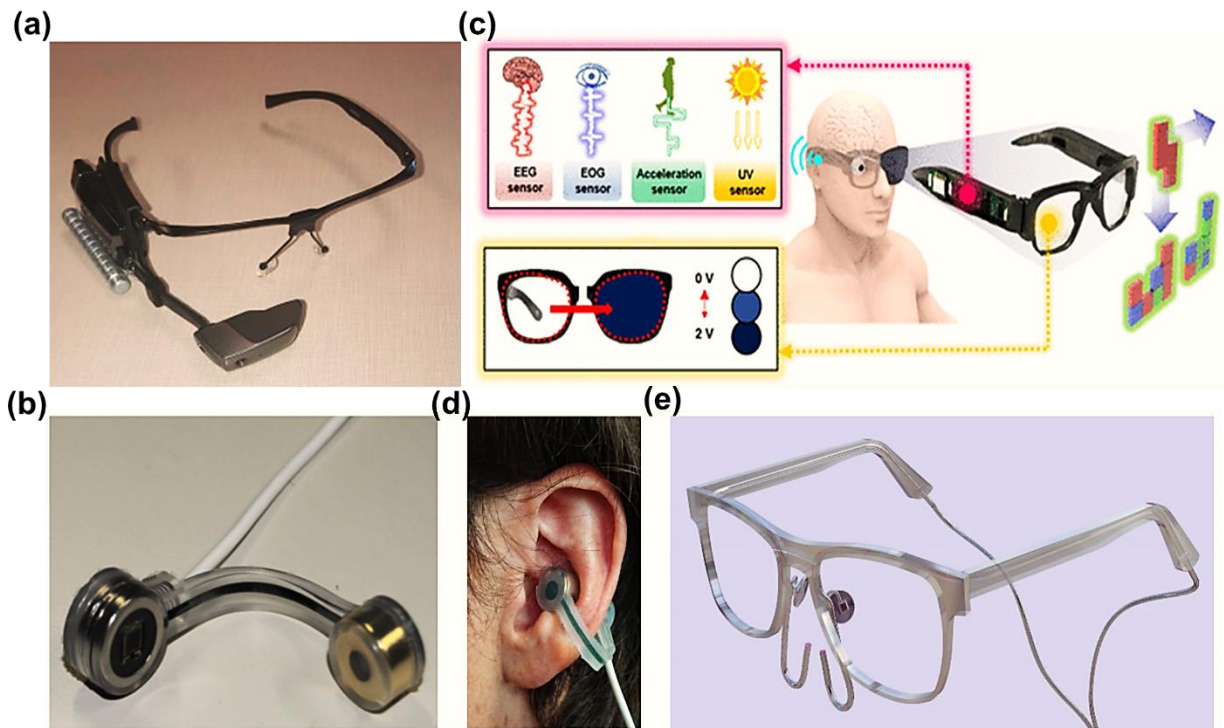 (a)
(c)
EEG
sensor
EOG
sensor
Acceleration
sensor
UV
sensor
0 V
2 V
(b)
(d)
(e)